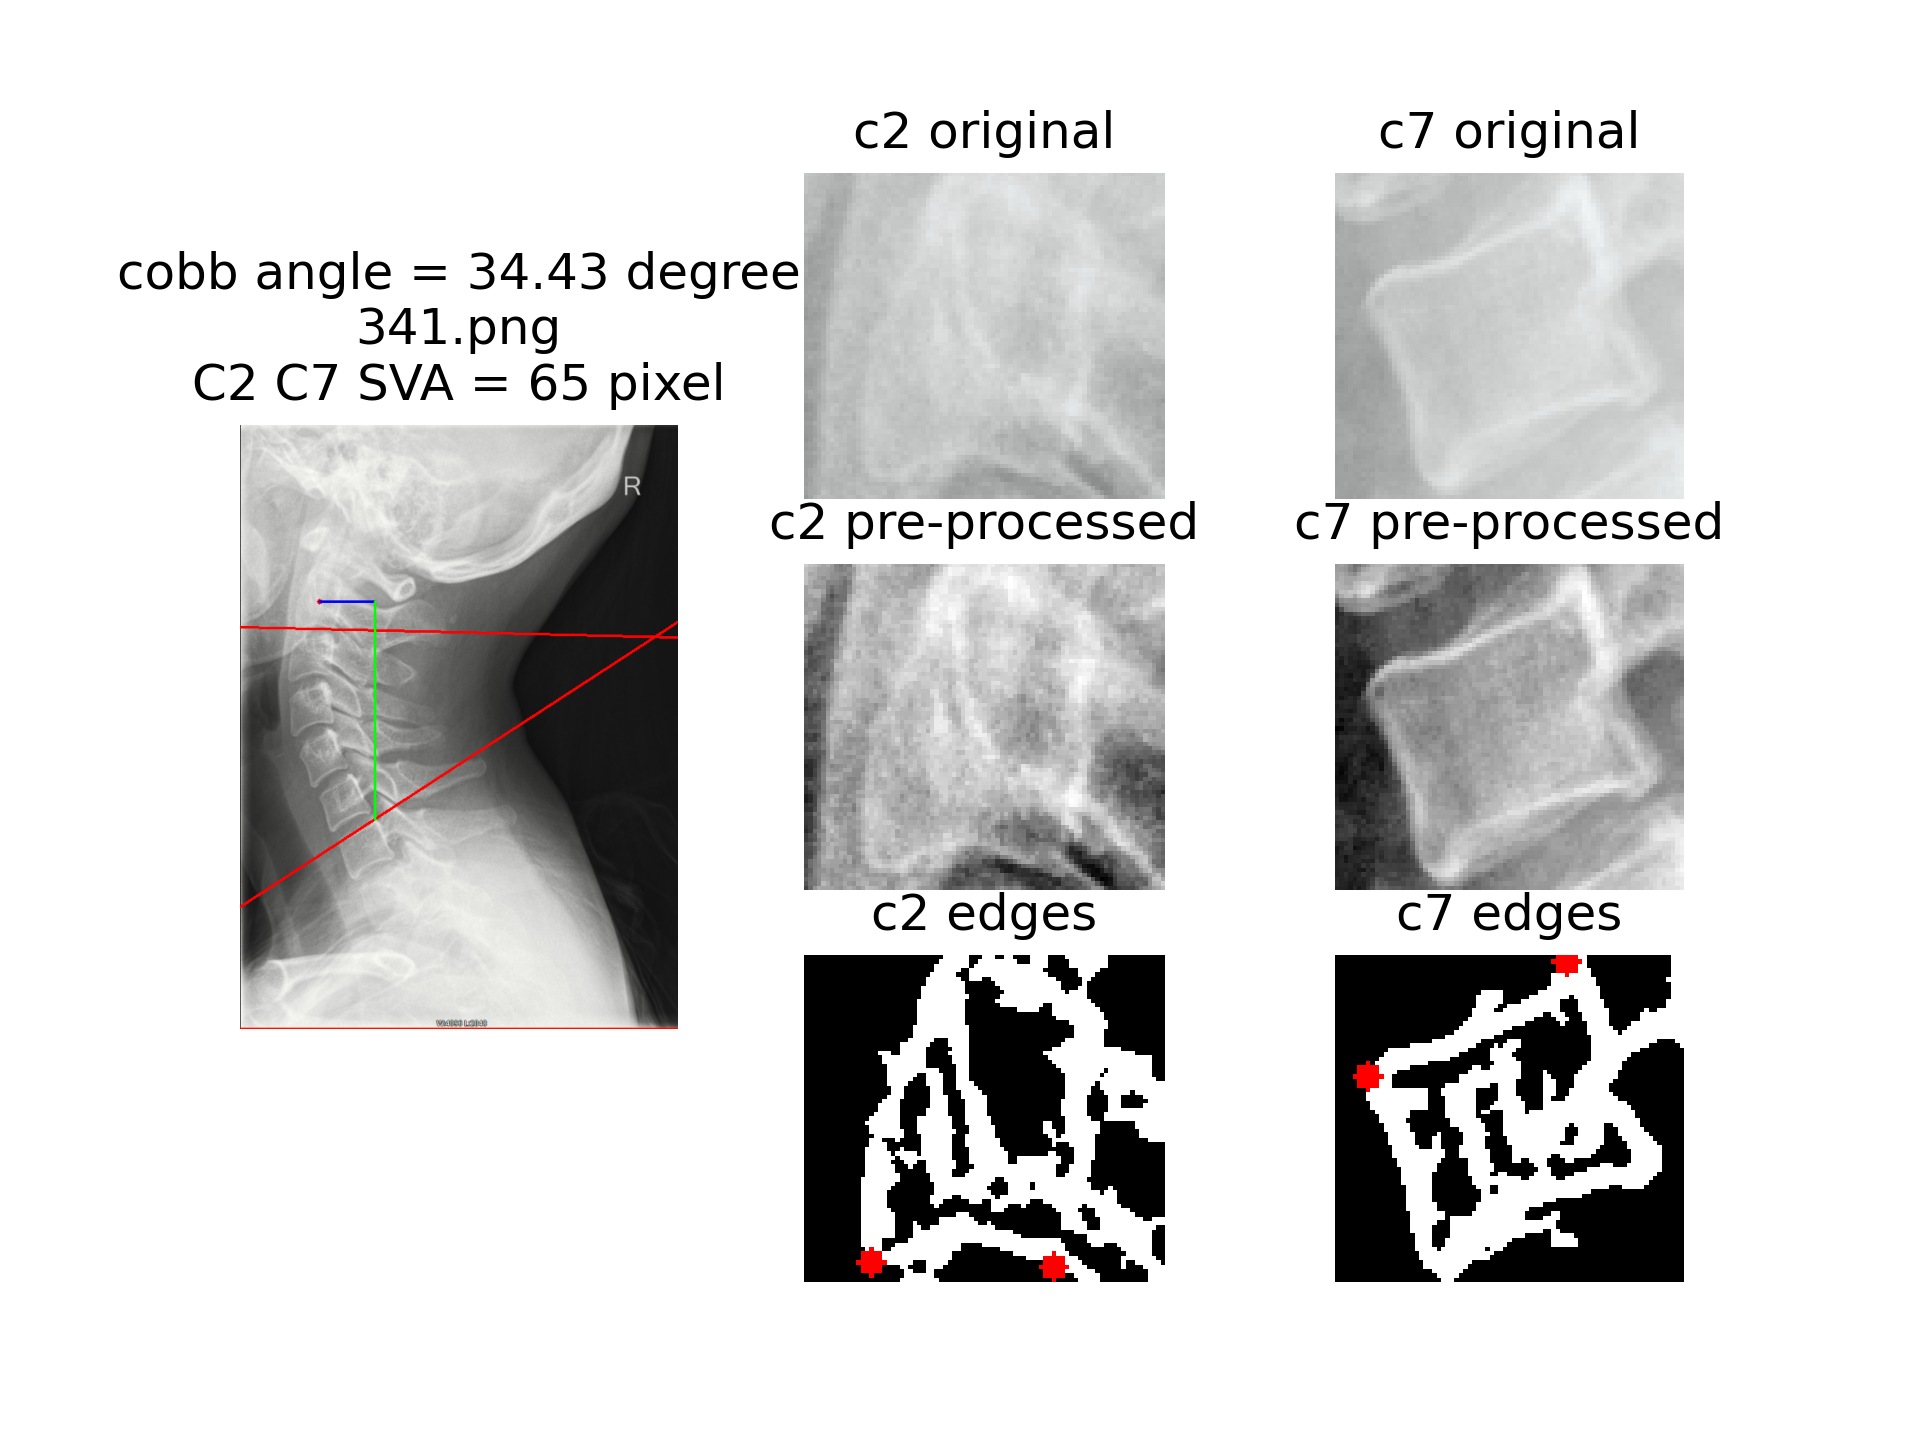 cobb angle = 34.43 degree
341.png
C2 C7 SVA = 65 pixel
R
c2 original
c7 original
c2 pre-processed
c7 pre-processed
c2 edges
c7 edges